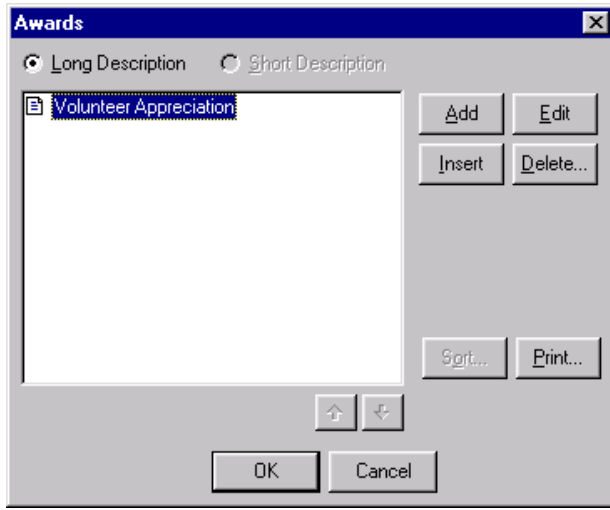 Awards
Long Description Short Description
Volunteer Appreciation
Add Edit
Insert Delete...
Sort... Print...
OK Cancel